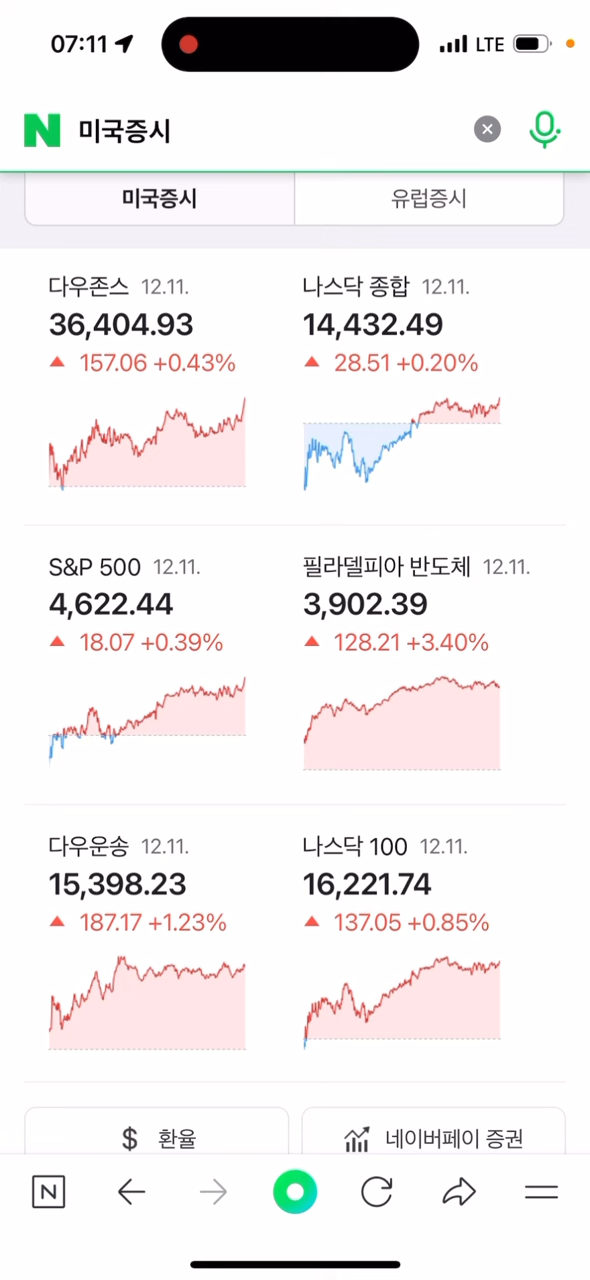 07:11
LTE
N 미국증시
미국증시 유럽증시
다우존스 12.11.
36,404.93
▲ 157.06 +0.43%
나스닥 종합 12.11.
14,432.49
▲ 28.51 +0.20%
S&P 500 12.11.
4,622.44
▲ 18.07 +0.39%
필라델피아 반도체 12.11.
3,902.39
▲ 128.21 +3.40%
다우운송 12.11.
15,398.23
▲ 187.17 +1.23%
나스닥 100 12.11.
16,221.74
▲ 137.05 +0.85%
$ 환율
네이버페이 증권
N